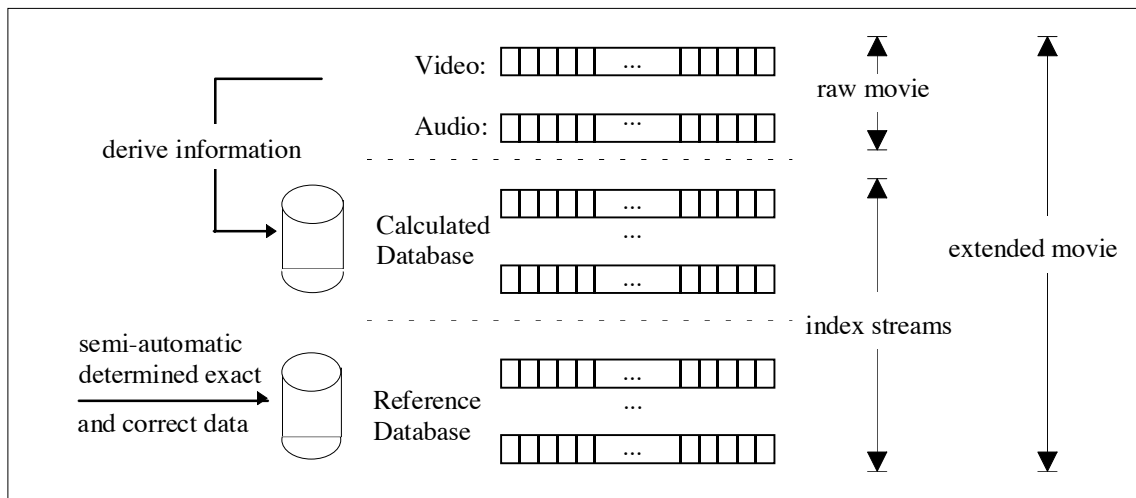 Video:
...
Audio:
...
raw movie
derive information
...
Calculated
Database
...
...
extended movie
index streams
semi-automatic
determined exact
and correct data
...
Reference
Database
...
...